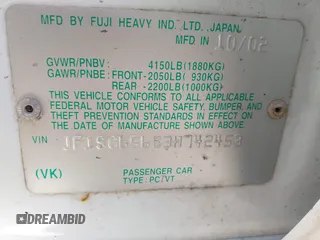 MFD BY FUJI HEAVY IND. LTD. JAPAN
MFD IN 10/02
GVWR/PNBV: 4150LB(1880KG)
GAWR/PNBE: FRONT-2050LB( 930KG)
REAR -2200LB(1000KG)
THIS VEHICLE CONFORMS TO ALL APPLICABLE
FEDERAL MOTOR VEHICLE SAFETY, BUMPER, AND
THEFT PREVENTION STANDARDS IN EFFECT ON THE
DATE OF MANUFACTURE SHOWN ABOVE.
VIN
(VK)
PASSENGER CAR
TYPE: PC/VT
DREAMBID